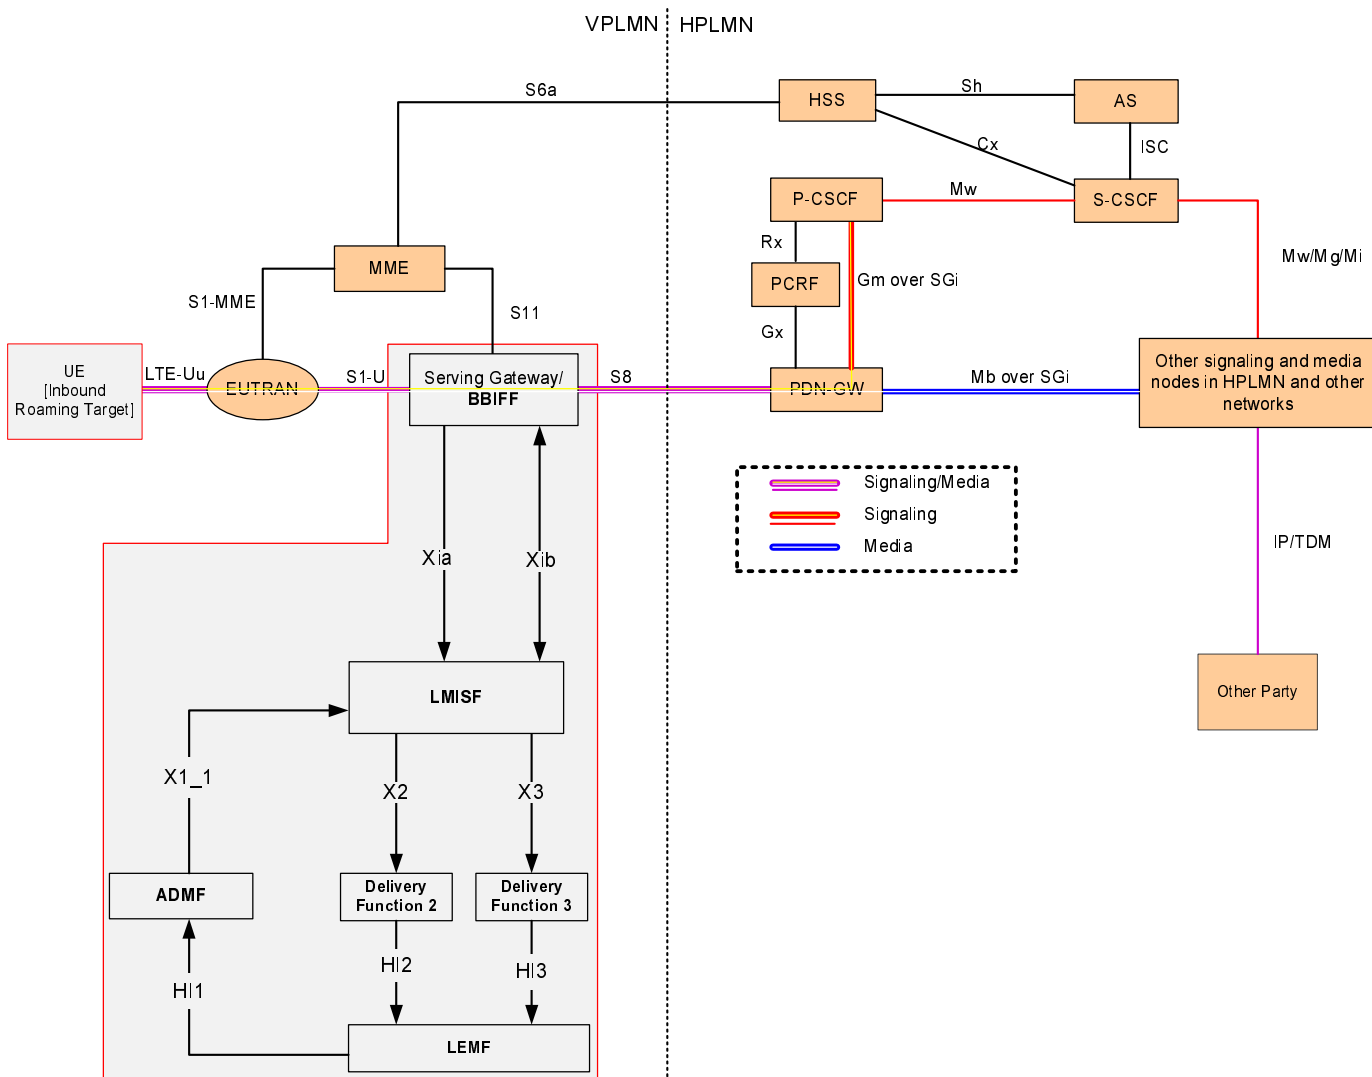 VPLMN
HPLMN
S6a
HSS
Sh
AS
Cx
ISC
P-CSCF
Mw
S-CSCF
Rx
Mw/Mg/Mi
MME
PCRF
Gm over SGi
S1-MME
S11
Gx
UE
[Inbound
Roaming Target]
LTE-Uu
EUTRAN
S1-U
Serving Gateway/
BBIFF
S8
PDN-GW
Mb over SGi
Other signaling and media
nodes in HPLMN and other
networks
Signaling/Media
Signaling
Media
IP/TDM
Xia
Xib
LMISF
Other Party
X1_1
X2
X3
ADMF
Delivery
Function 2
Delivery
Function 3
HI1
HI2
HI3
LEMF